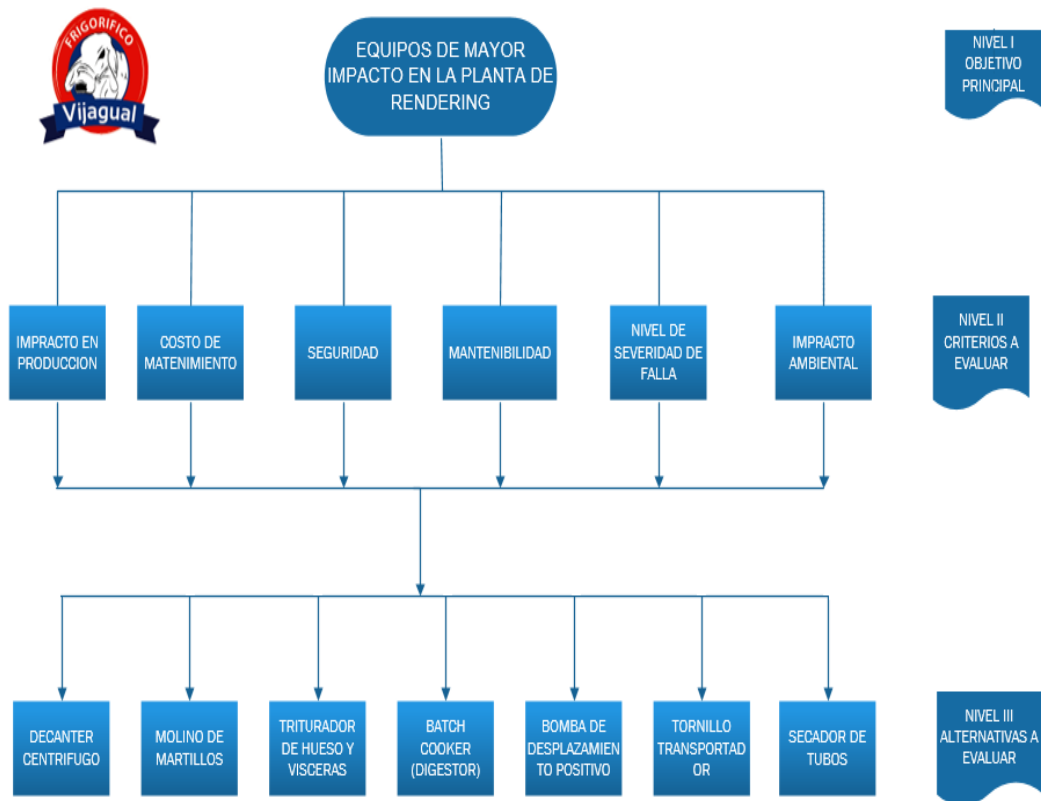 FRIGORIFICO
Vijagual
EQUIPOS DE MAYOR
IMPACTO EN LA PLANTA DE
RENDERING
NIVEL I
OBJETIVO
PRINCIPAL
IMPRACTO EN
PRODUCCION
COSTO DE
MATENIMIENTO
SEGURIDAD
MANTENIBILIDAD
NIVEL DE
SEVERIDAD DE
FALLA
IMPRACTO
AMBIENTAL
NIVEL II
CRITERIOS A
EVALUAR
DECANTER
CENTRIFUGO
MOLINO DE
MARTILLOS
TRITURADOR
DE HUESO Y
VISCERAS
BATCH
COOKER
(DIGESTOR)
BOMBA DE
DESPLAZAMIEN
TO POSITIVO
TORNILLO
TRANSPORTAD
OR
SECADOR DE
TUBOS
NIVEL III
ALTERNATIVAS A
EVALUAR